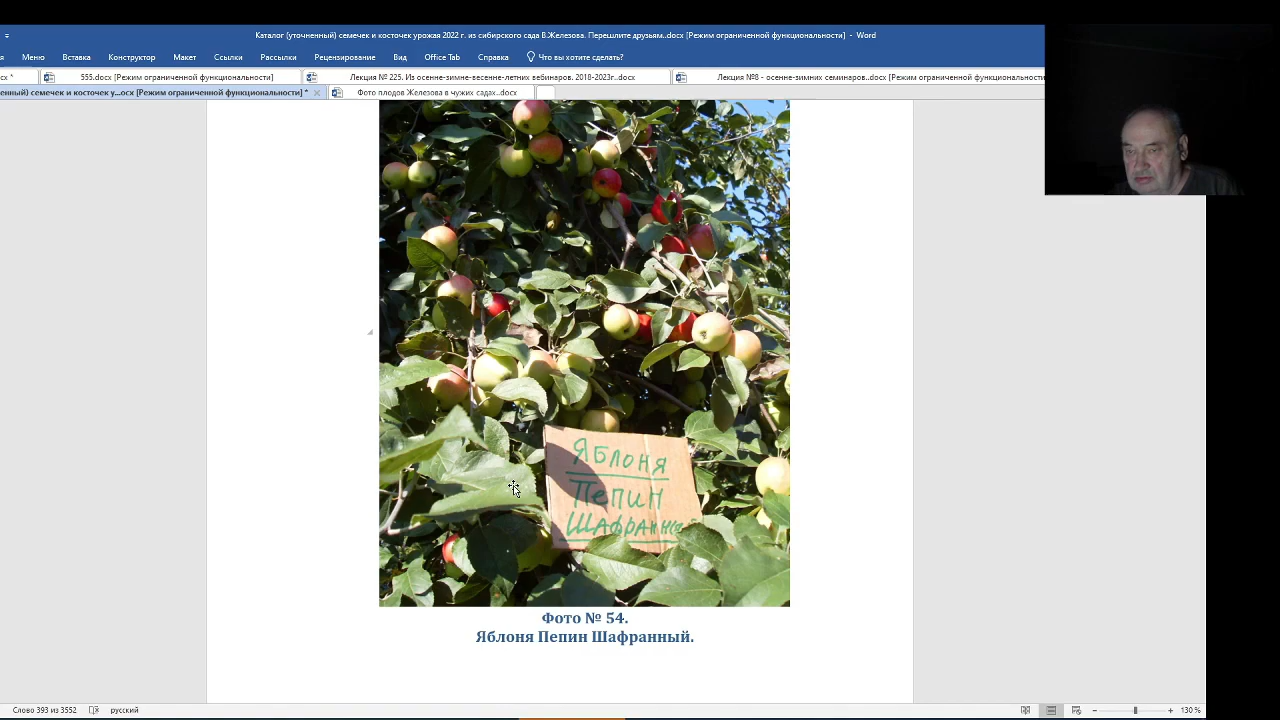 Каталог (уточненный) семечек и косточек урожая 2022 г. из сибирского сада В.Железова. Перешлите друзьям..docx [Режим ограниченной функциональности] - Word
Меню Вставка Конструктор Макет Ссылки Рассылки Рецензирование Вид Office Tab Справка Что вы хотите сделать?
сх * 555.docx [Режим ограниченной функциональности] Лекция № 225. Из осенне-зимне-весенне-летних вебинаров. 2018-2023г..docx Лекция №8 - осенне-зимних семинаров..docx [Режим ограниченной функциональности]
енный) семечек и косточек у...осx [Режим ограниченной функциональности] * Фото плодов Железова в чужих садах..docx
Яблоня
Пепин
Шафранный
Фото № 54.
Яблоня Пепин Шафранный.
Слово 393 из 3552 русский 130 %